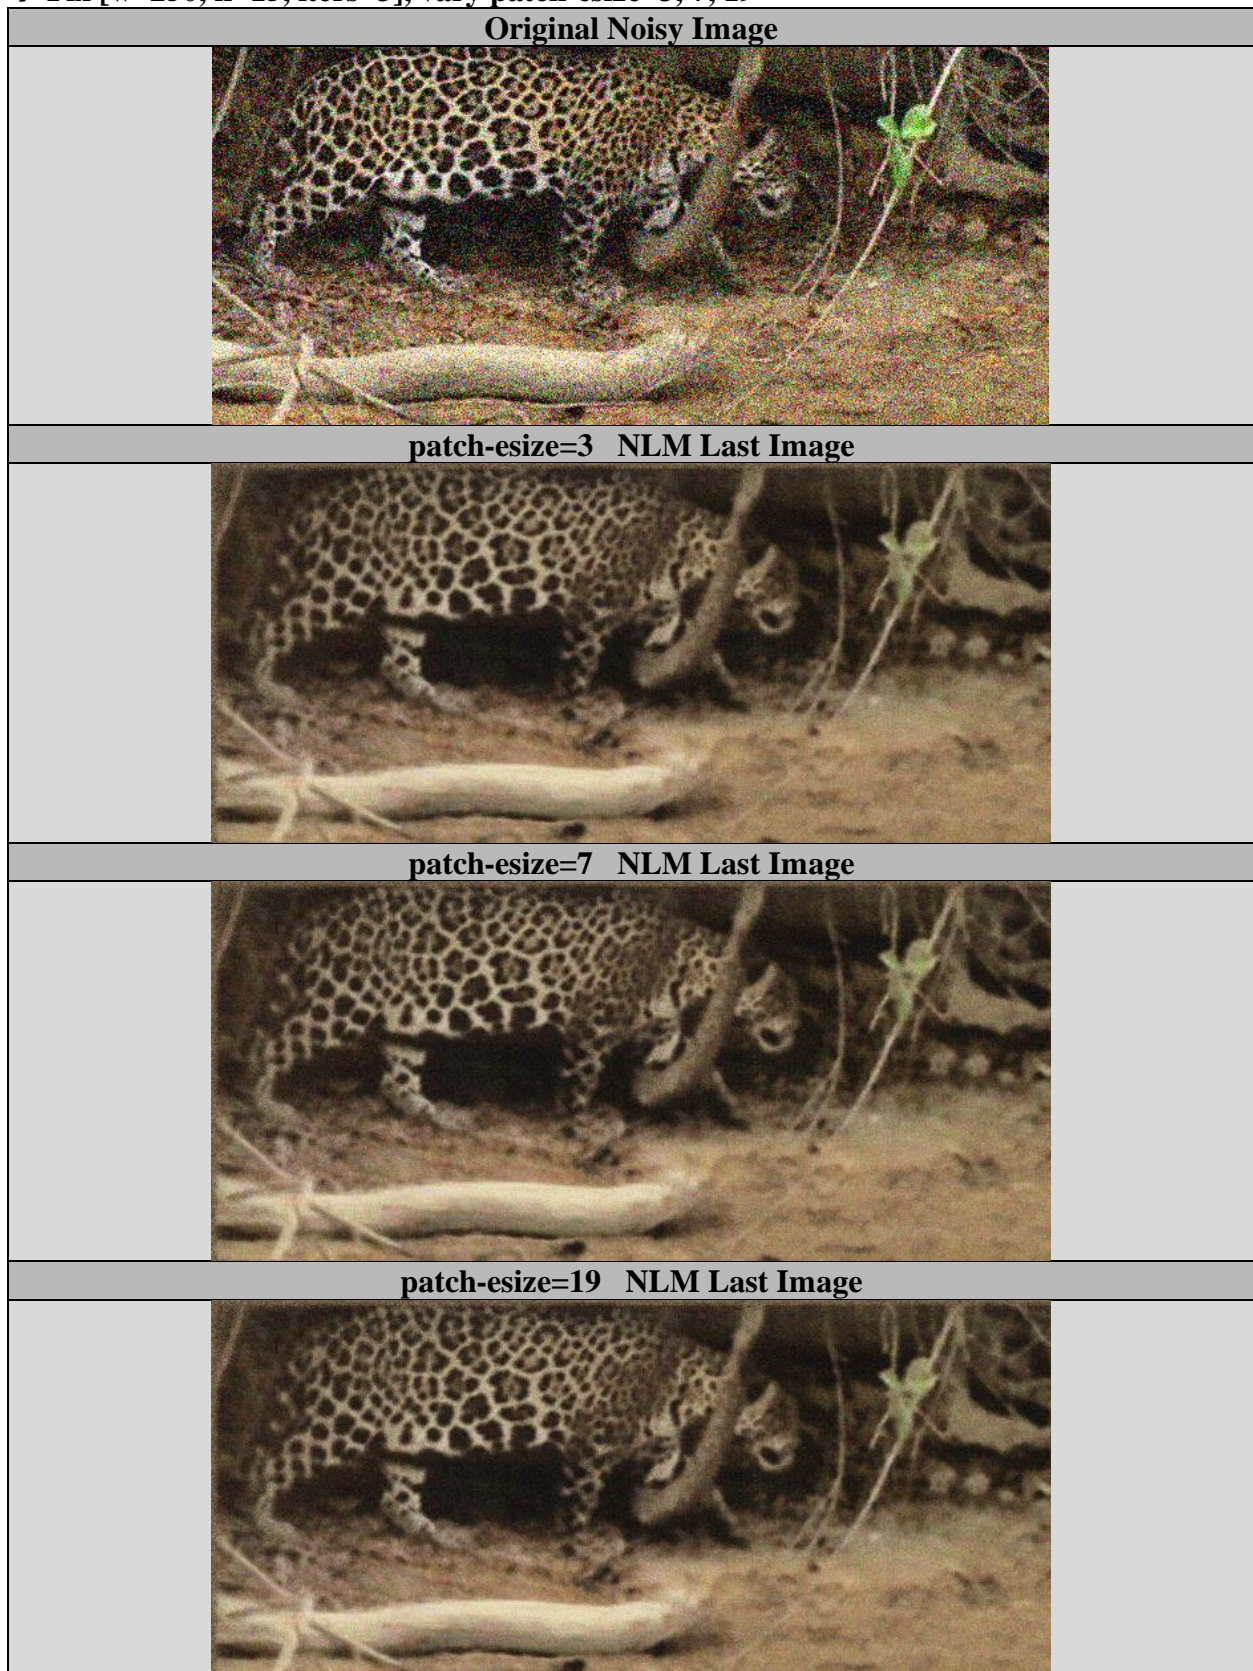 Original Noisy Image
patch-esize=3 NLM Last Image
patch-esize=7 NLM Last Image
patch-esize=19 NLM Last Image